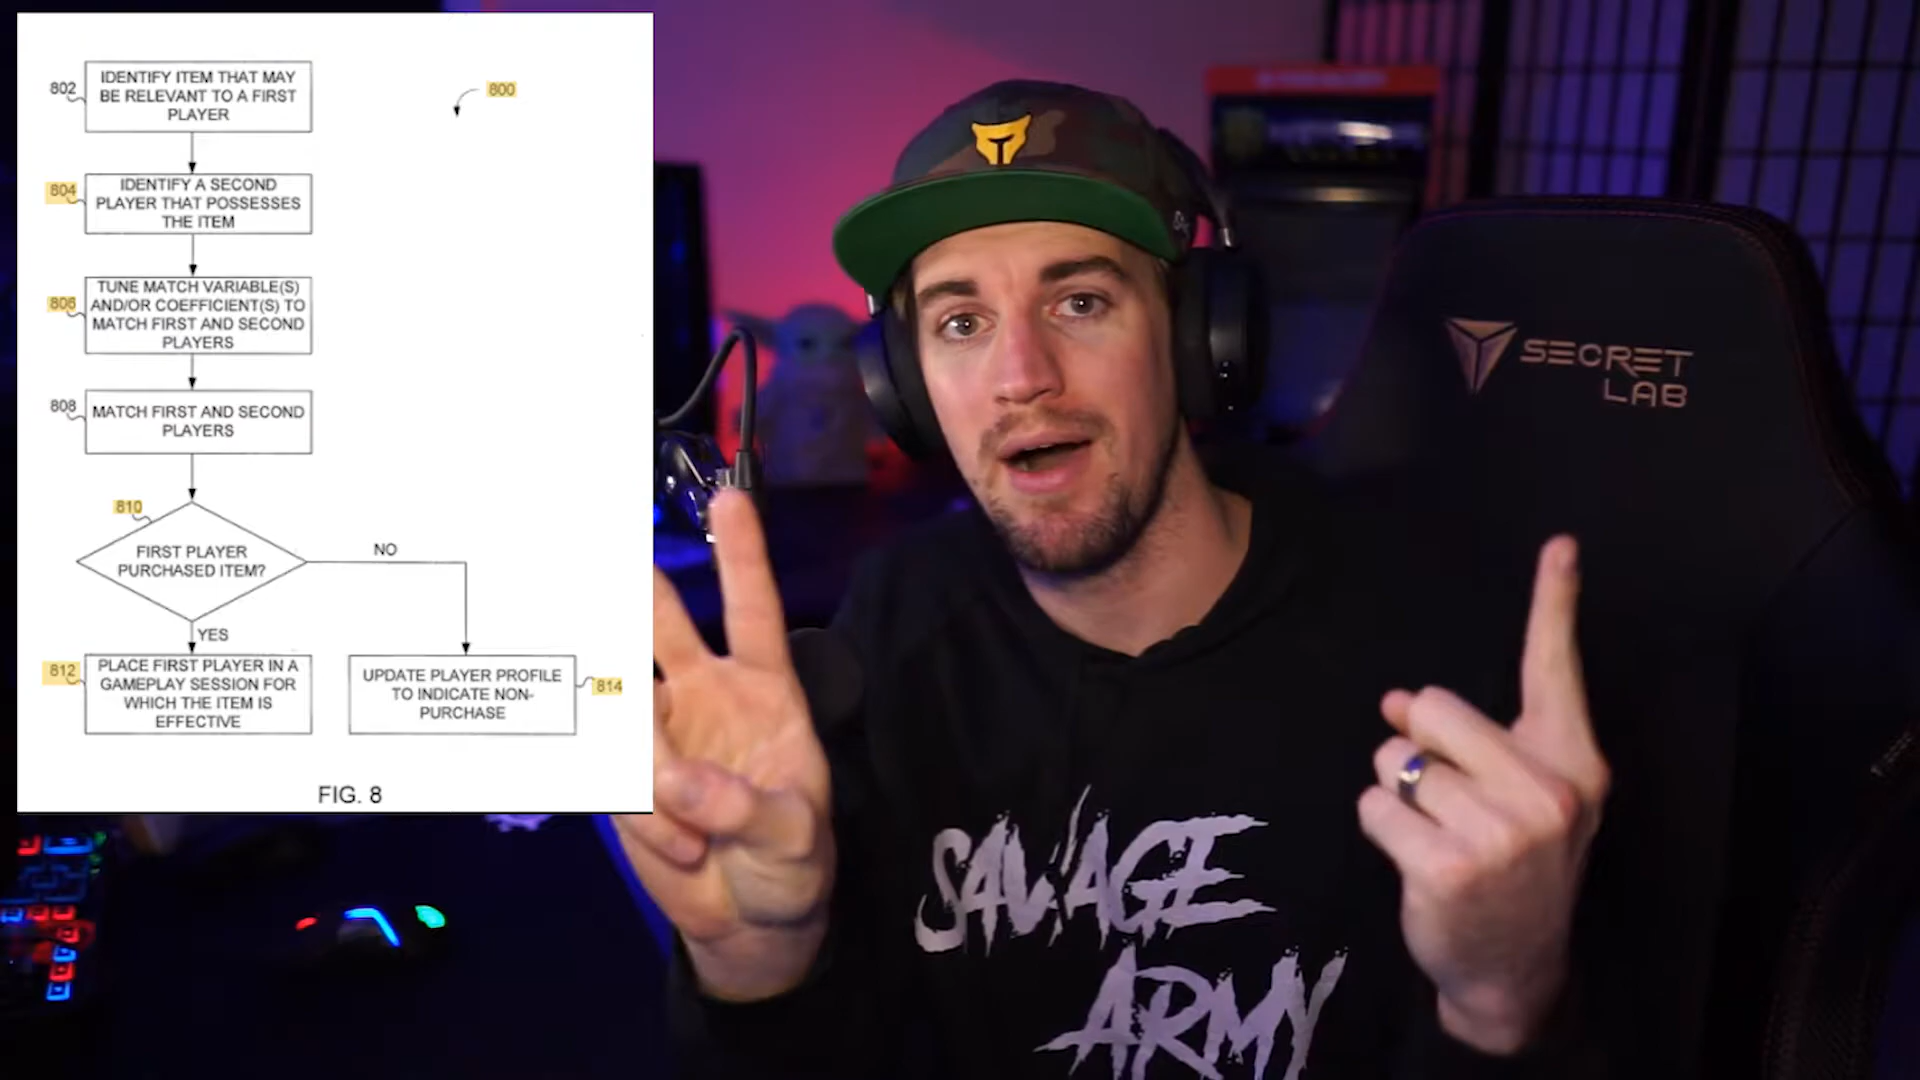 800
802
IDENTIFY ITEM THAT MAY
BE RELEVANT TO A FIRST
PLAYER
804
IDENTIFY A SECOND
PLAYER THAT POSSESSES
THE ITEM
806
TUNE MATCH VARIABLE(S)
AND/OR COEFFICIENT(S) TO
MATCH FIRST AND SECOND
PLAYERS
808
MATCH FIRST AND SECOND
PLAYERS
810
FIRST PLAYER
PURCHASED ITEM?
NO
YES
812
PLACE FIRST PLAYER IN A
GAMEPLAY SESSION FOR
WHICH THE ITEM IS
EFFECTIVE
UPDATE PLAYER PROFILE
TO INDICATE NON-
PURCHASE
814
FIG. 8
SECRET
LAB
SAVAGE
ARMY